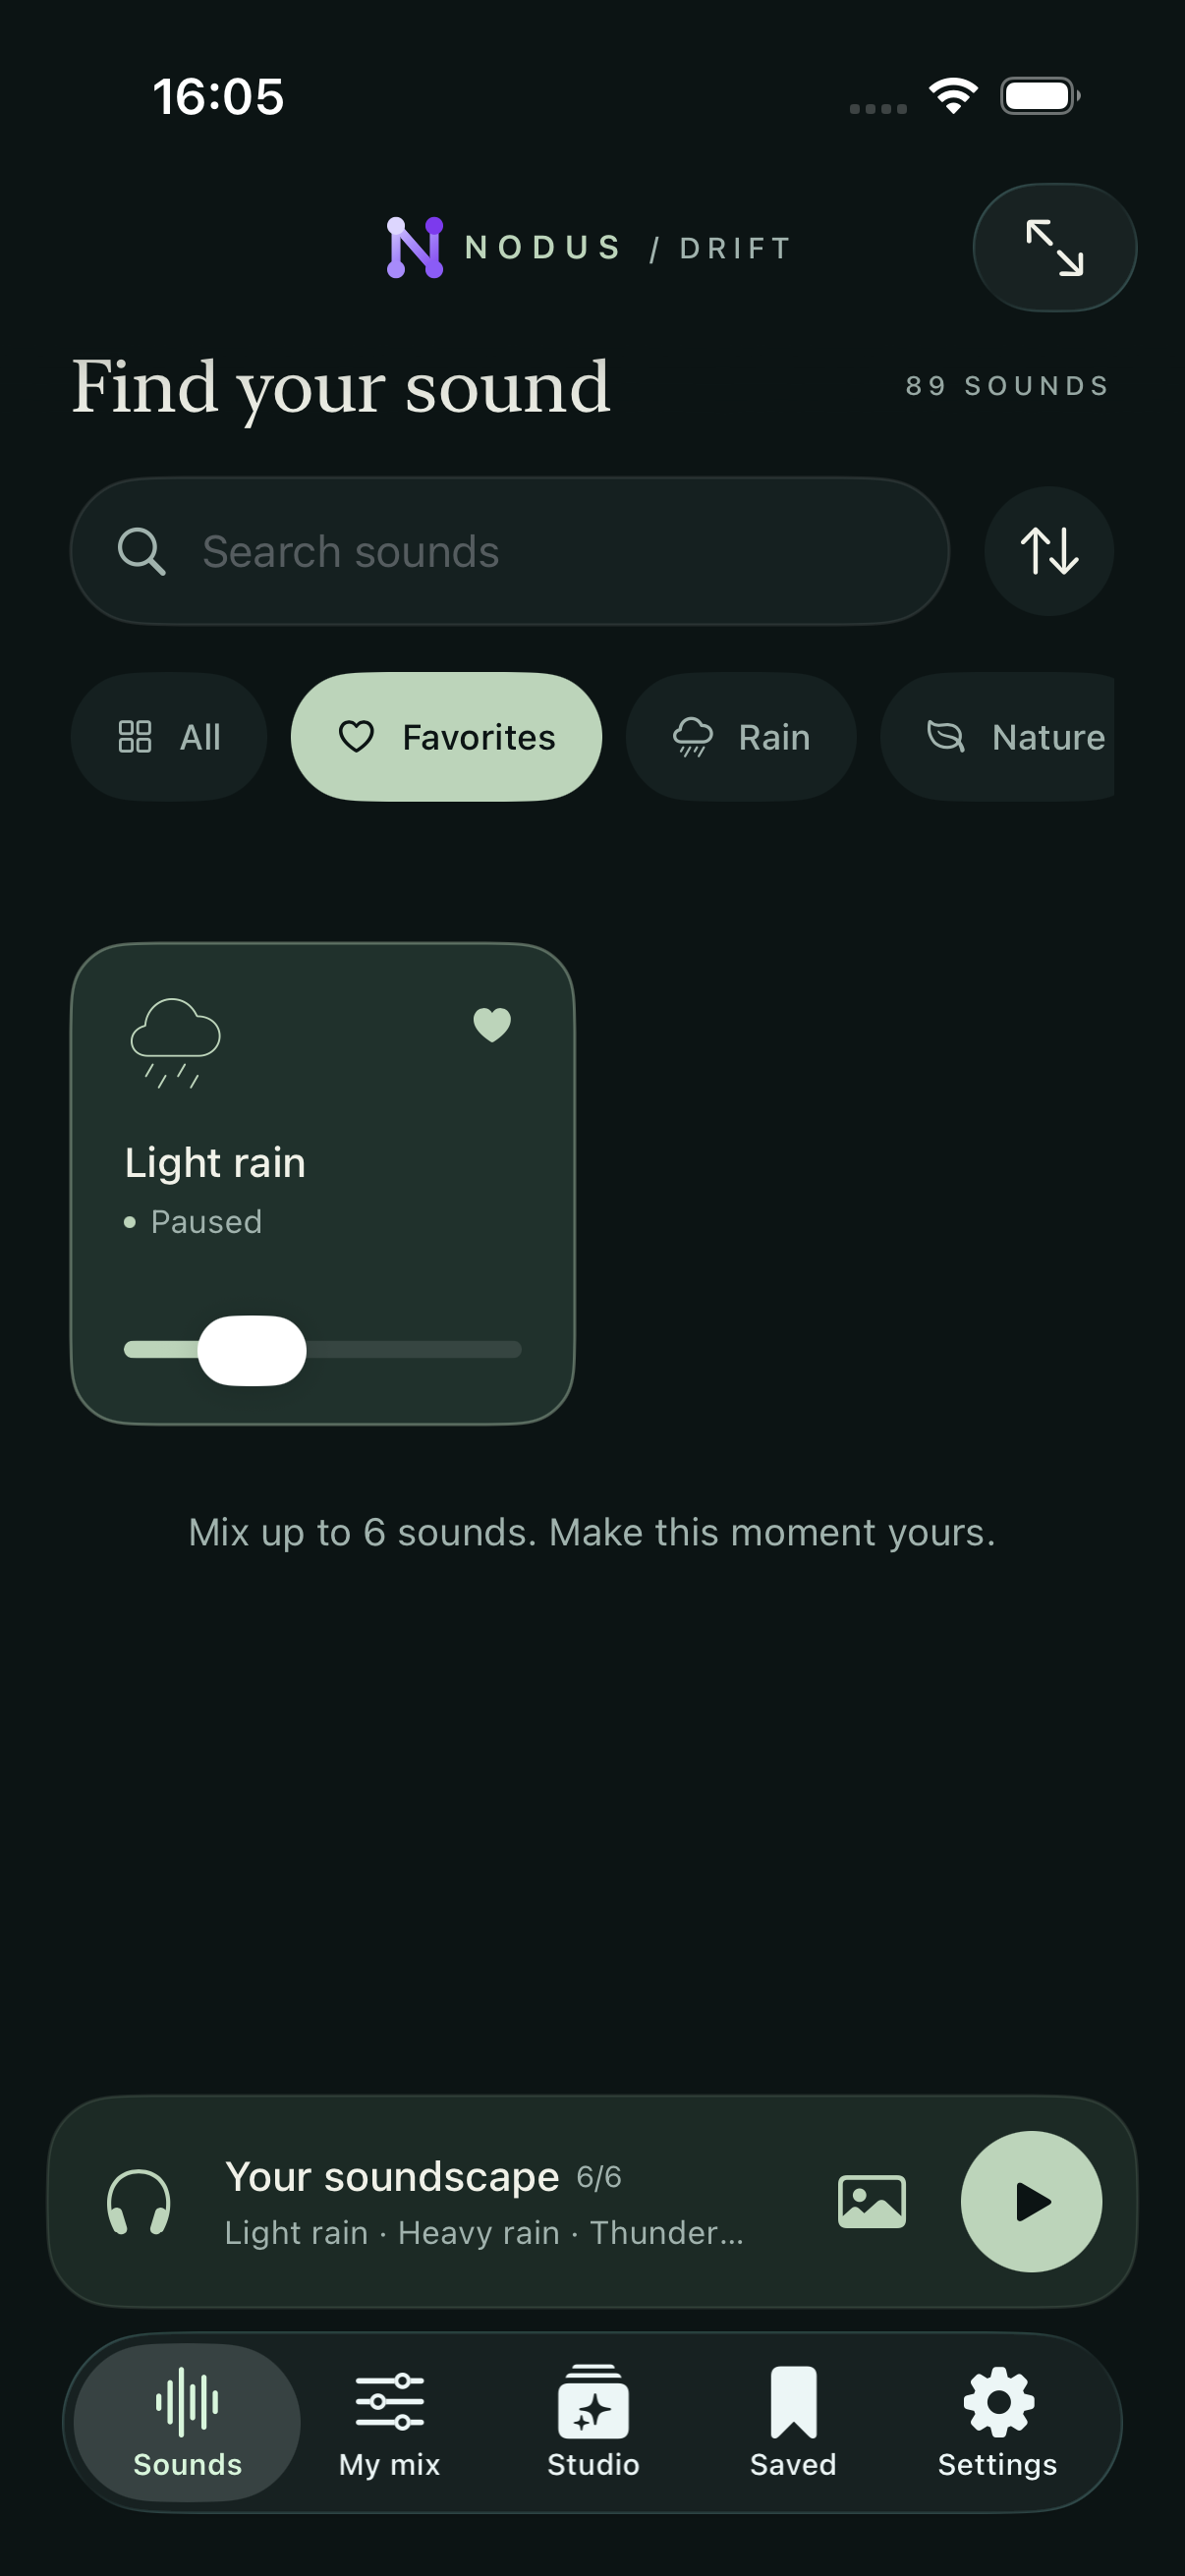 16:05
NODUS / DRIFT
Find your sound
89 SOUNDS
Search sounds
All
Favorites
Rain
Nature
Light rain
Paused
Mix up to 6 sounds. Make this moment yours.
Your soundscape 6/6
Light rain · Heavy rain · Thunder...
Sounds
My mix
Studio
Saved
Settings